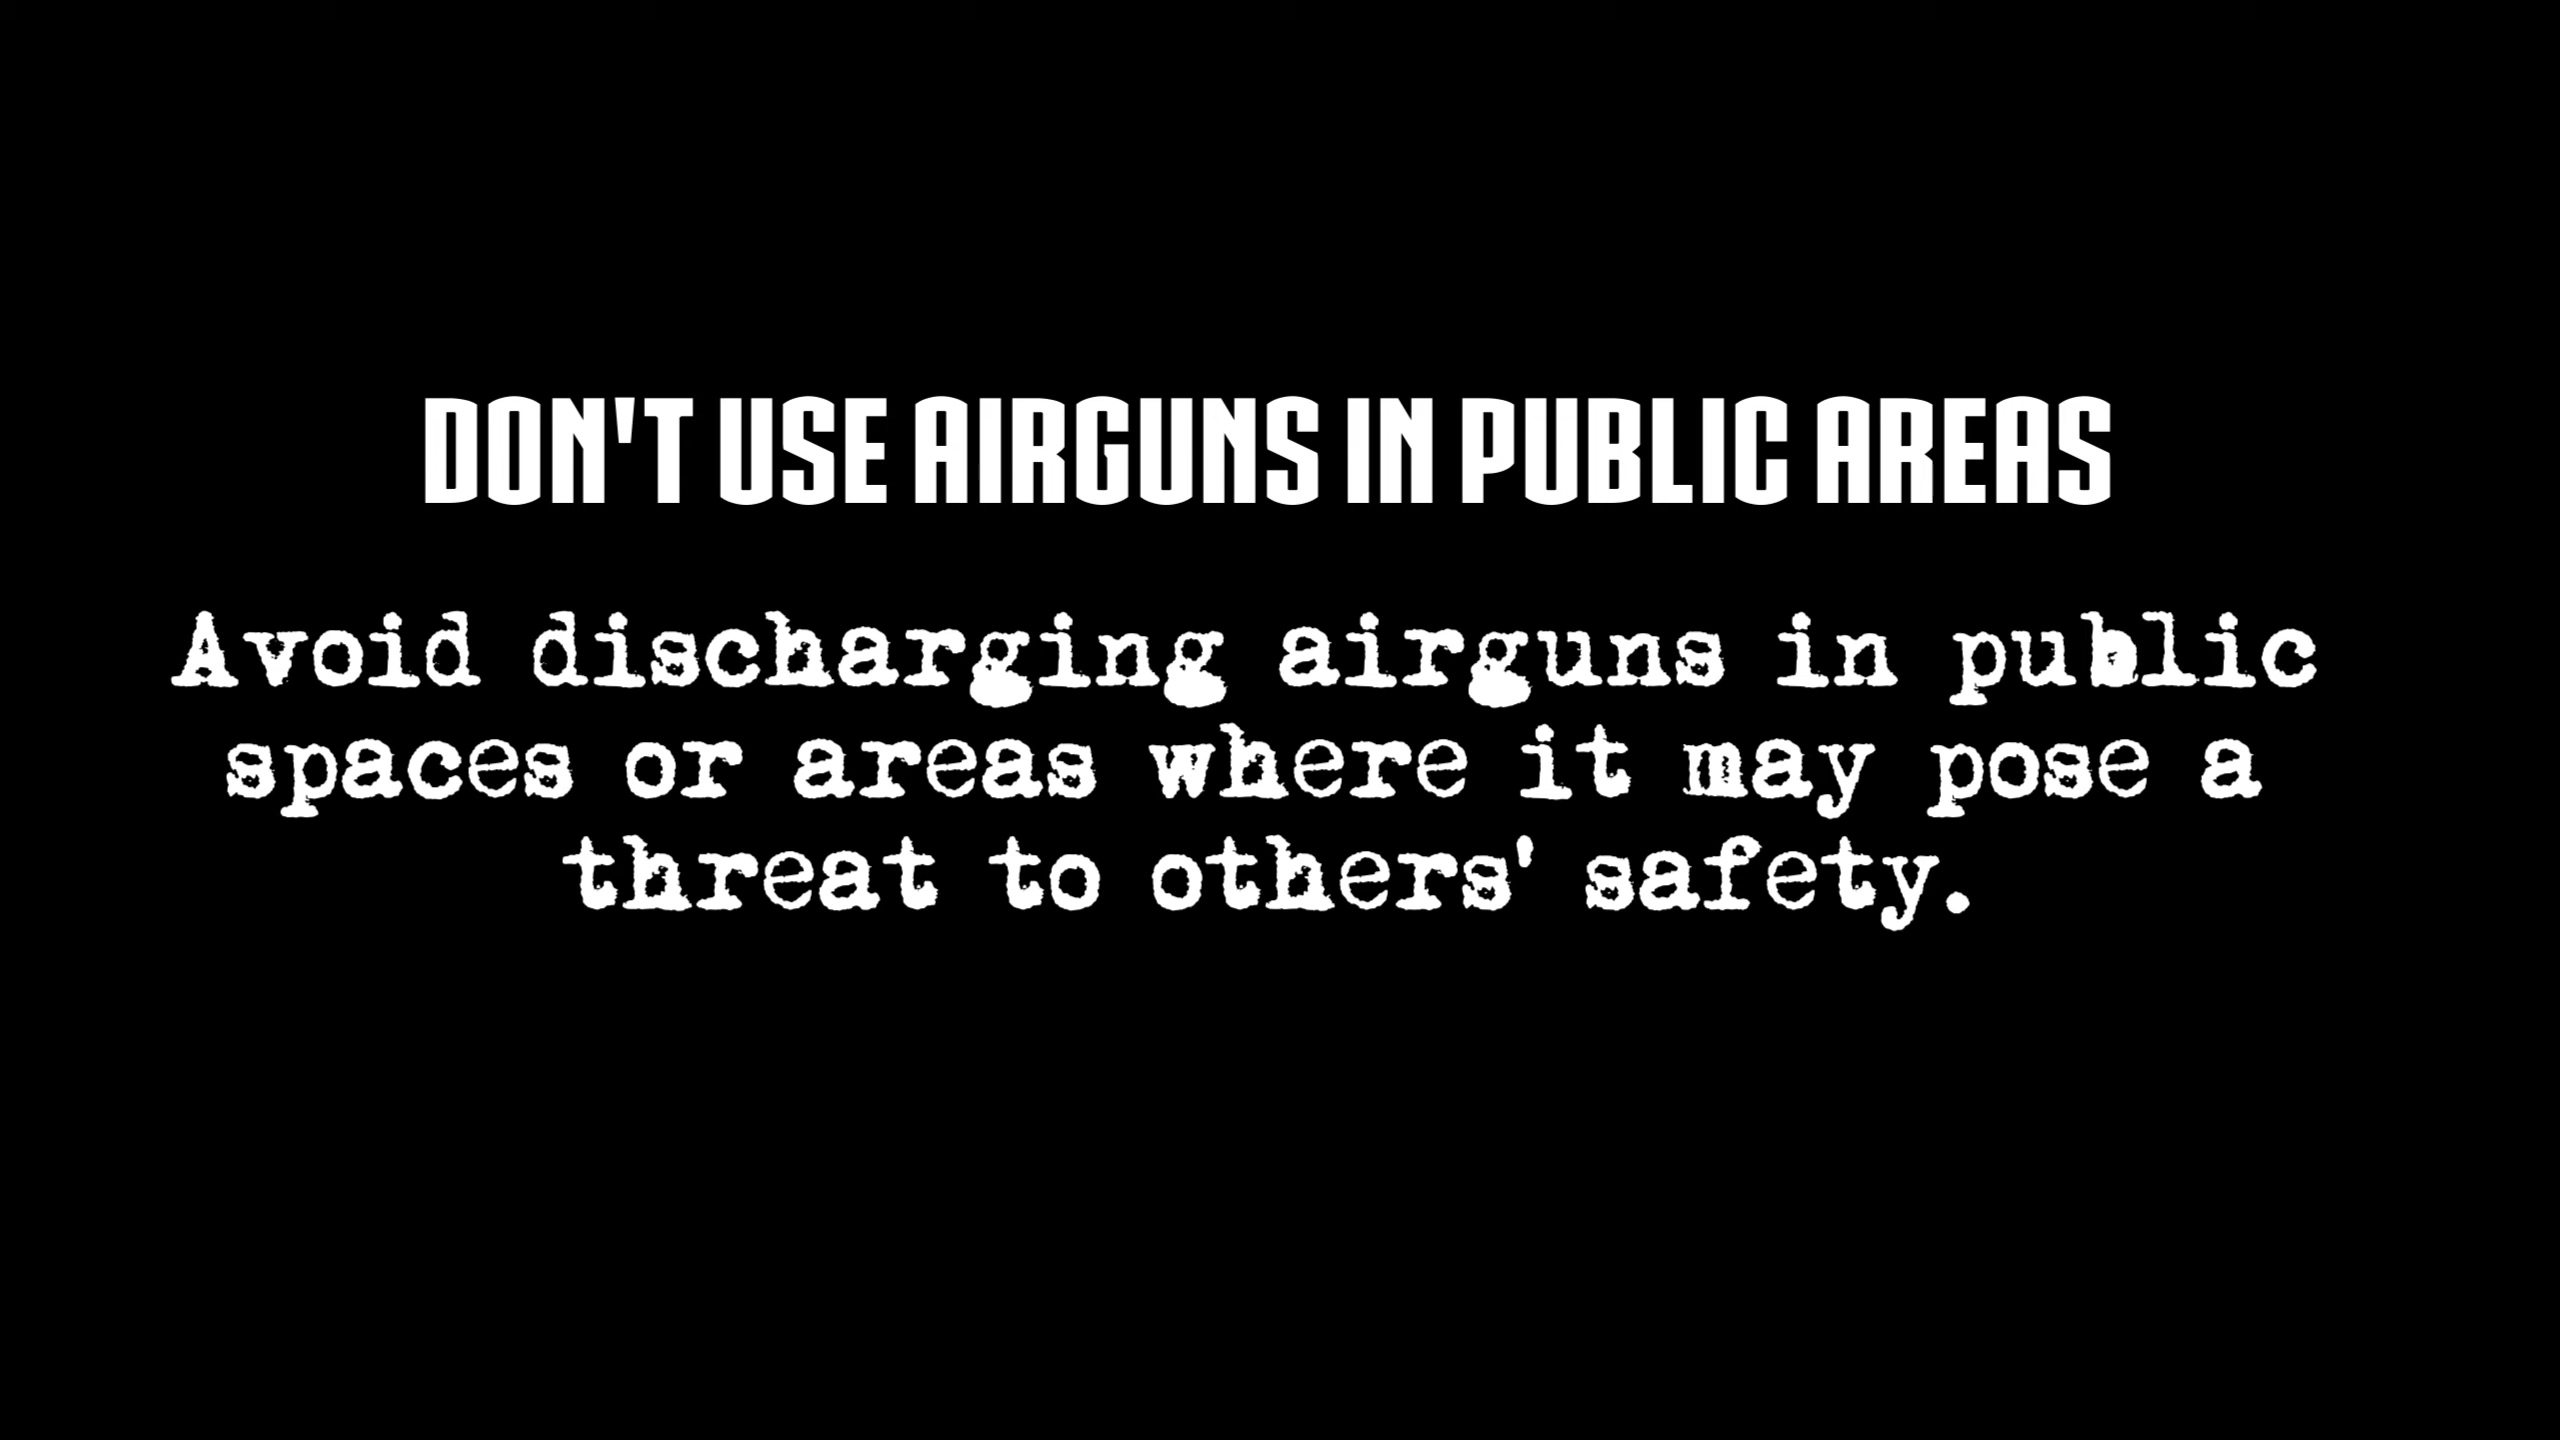 DON'T USE AIRGUNS IN PUBLIC AREAS
Avoid discharging airguns in public
spaces or areas where it may pose a
threat to others' safety.